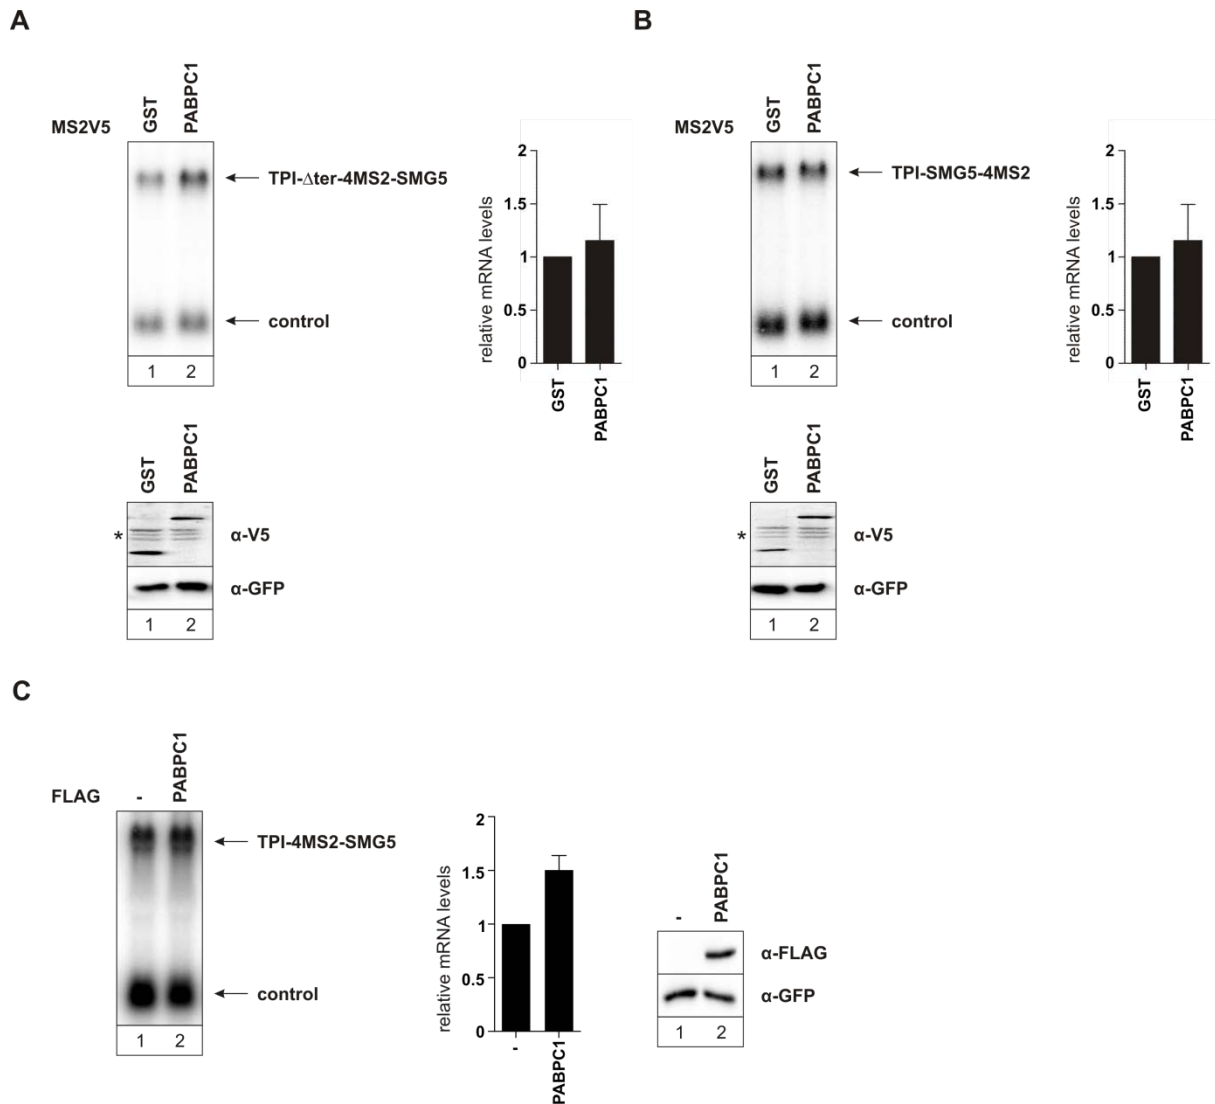 A
B
MS2V5
GST
PABPC1
TPI-Δter-4MS2-SMG5
control
1 2
relative mRNA levels
2
1.5
1
0.5
0
GST
PABPC1
GST
PABPC1
*
α-V5
α-GFP
1 2
MS2V5
GST
PABPC1
TPI-SMG5-4MS2
control
1 2
relative mRNA levels
2
1.5
1
0.5
0
GST
PABPC1
GST
PABPC1
*
α-V5
α-GFP
1 2
C
FLAG
-
PABPC1
TPI-4MS2-SMG5
control
1 2
relative mRNA levels
2
1.5
1
0.5
0
-
PABPC1
-
PABPC1
α-FLAG
α-GFP
1 2